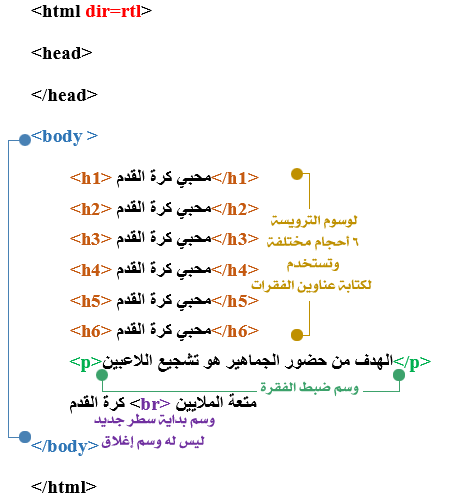 <html dir=rtl>
<head>
</head>
<body >
<h1> محبي كرة القدم</h1>
<h2> محبي كرة القدم</h2>
<h3> محبي كرة القدم</h3>
<h4> محبي كرة القدم</h4>
<h5> محبي كرة القدم</h5>
<h6> محبي كرة القدم</h6>
لوسوم الترويسة
٦ أحجام مختلفة
وتستخدم
لكتابة عناوين الفقرات
<p>الهدف من حضور الجماهير هو تشجيع اللاعبين</p>
وسم ضبط الفقرة
متعة الملايين <br> كرة القدم
وسم بداية سطر جديد
ليس له وسم إغلاق
</body>
</html>